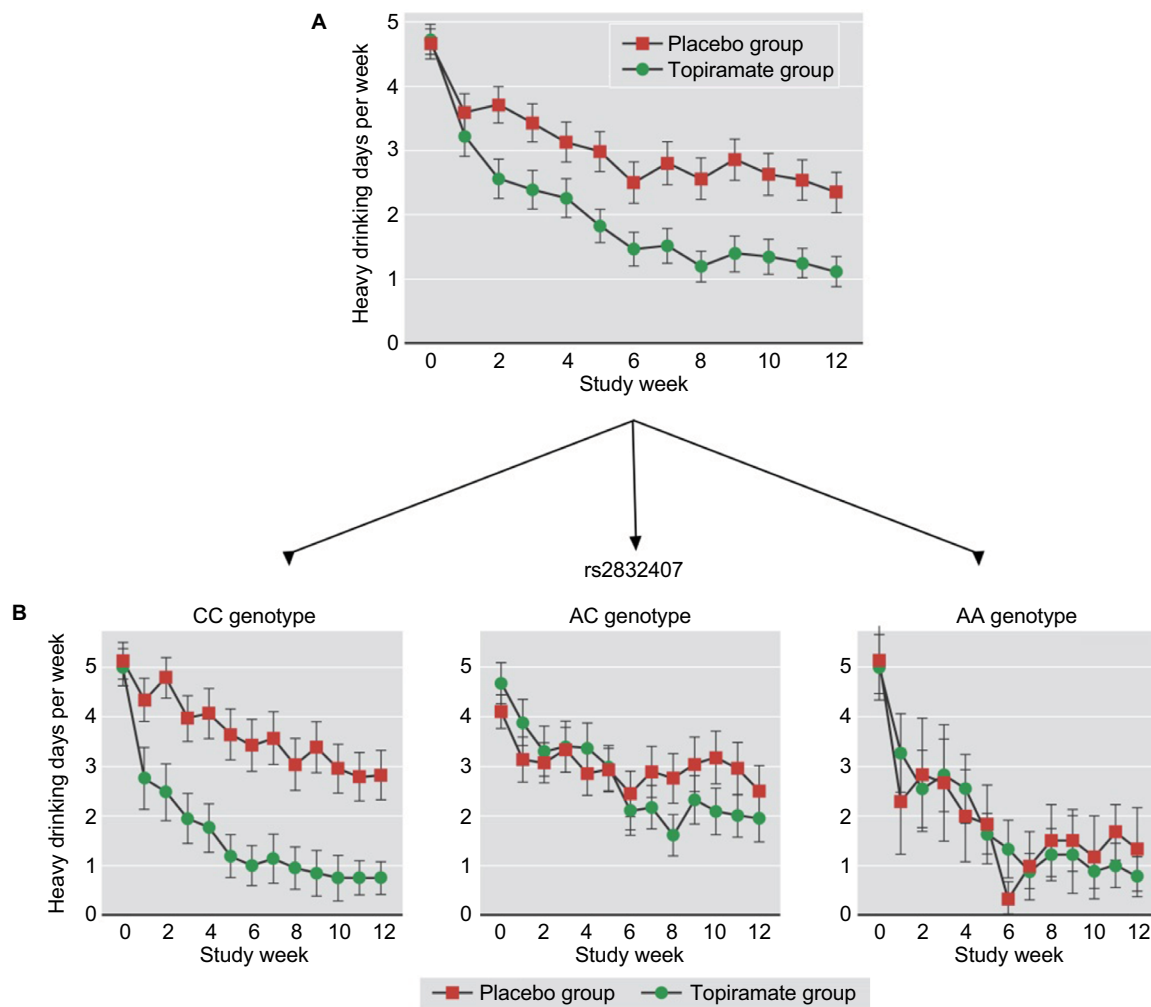 A
Heavy drinking days per week
5
4
3
2
1
0
Placebo group
Topiramate group
0 2 4 6 8 10 12
Study week
rs2832407
B
CC genotype
AC genotype
AA genotype
Heavy drinking days per week
5
4
3
2
1
0
0 2 4 6 8 10 12
Study week
5
4
3
2
1
0
0 2 4 6 8 10 12
Study week
5
4
3
2
1
0
0 2 4 6 8 10 12
Study week
Placebo group Topiramate group